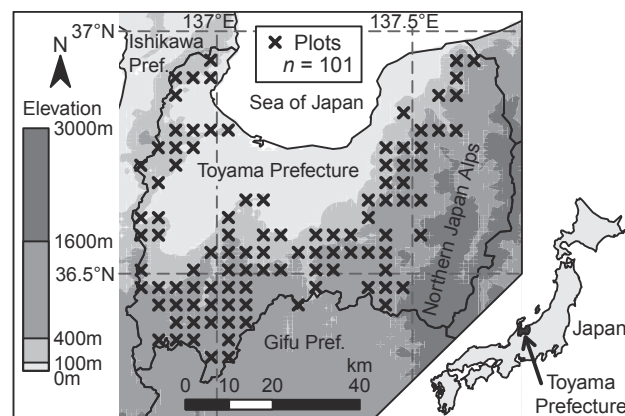 137°E
137.5°E
37°N
Ishikawa
Pref.
N
Plots
n = 101
Sea of Japan
Elevation
3000m
Toyama Prefecture
Northern Japan Alps
1600m
36.5°N
400m
100m
0m
Gifu Pref.
km
0 10 20 40
Japan
Toyama
Prefecture